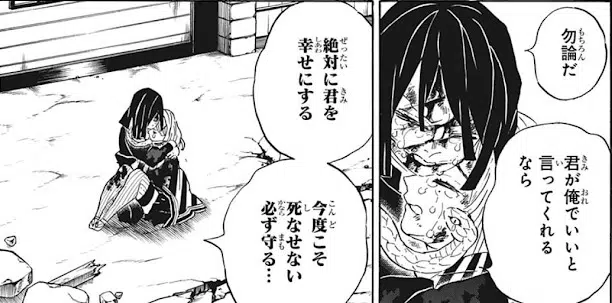 勿論だ
君が俺でいいと
言ってくれる
なら
絶対に君を
幸せにする
今度こそ
死なせない
必ず守る…